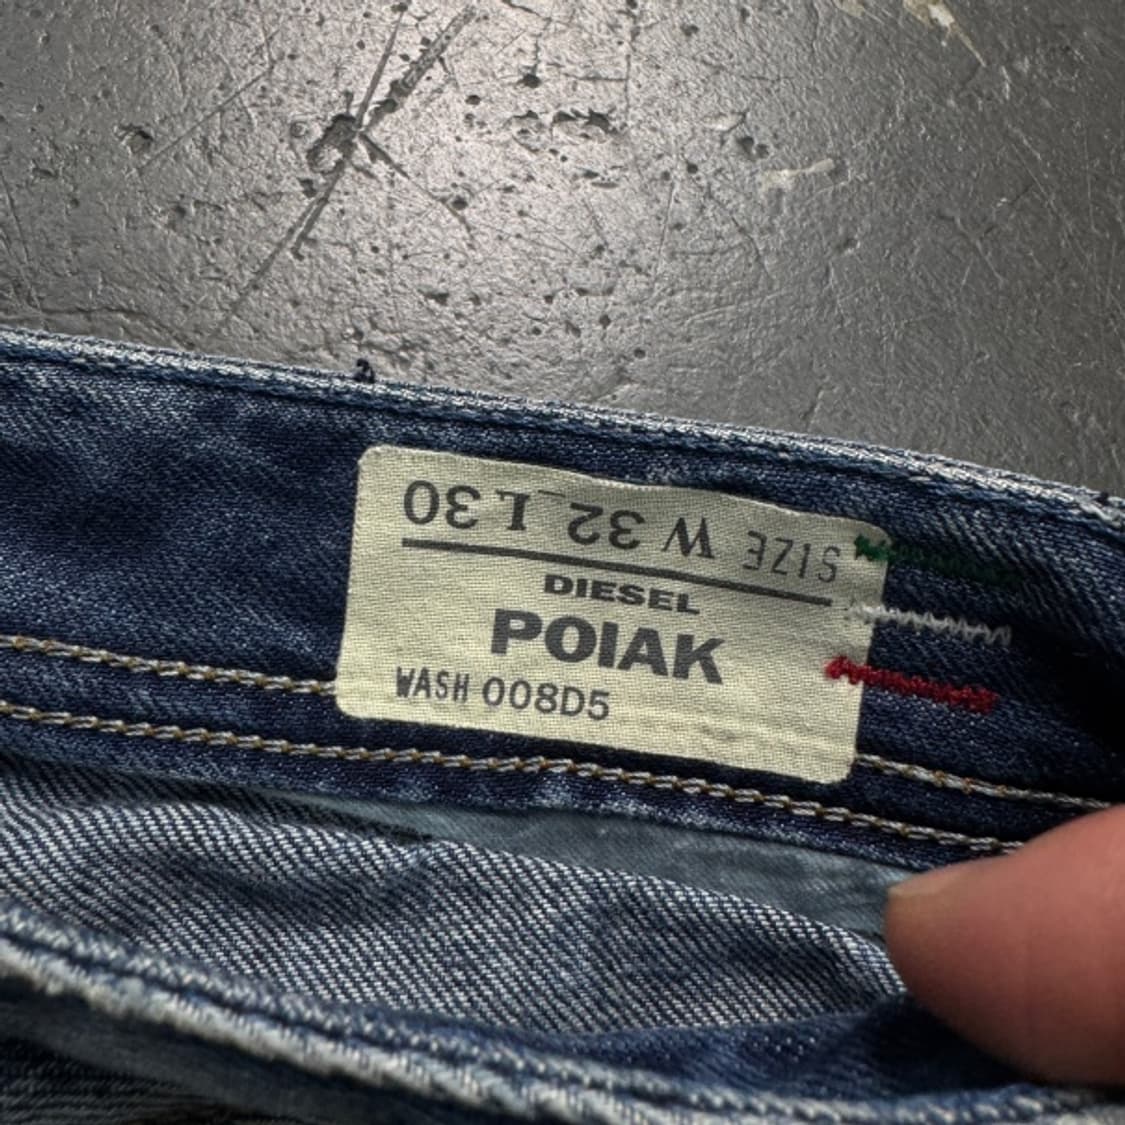 SIZE W 32 L 30
DIESEL
POIAK
WASH 008D5